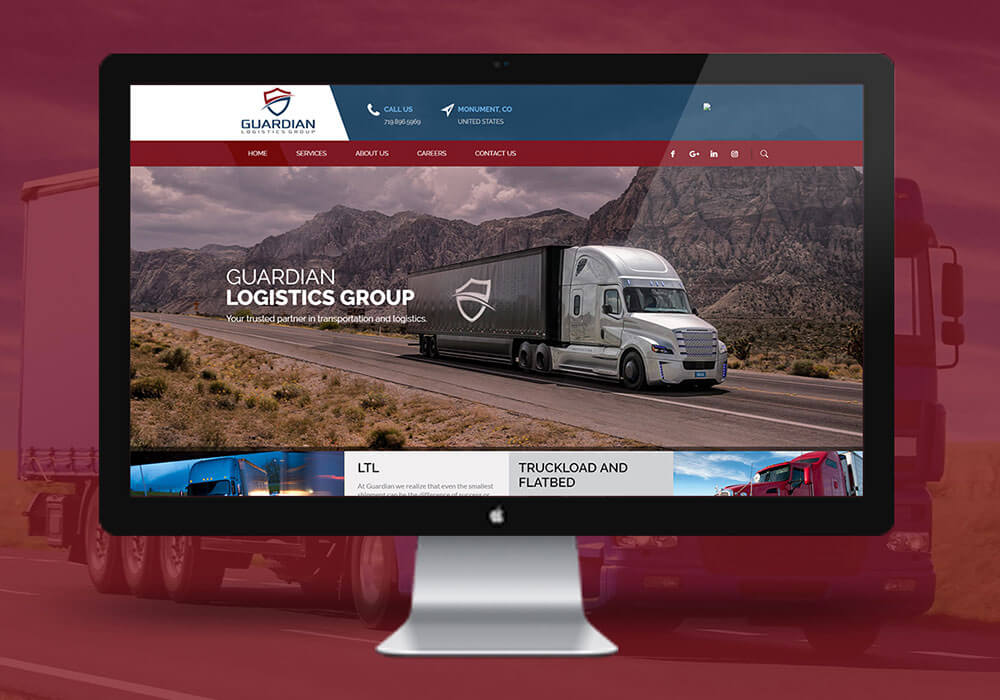 GUARDIAN
LOGISTICS GROUP
CALL US
719.896.5969
MONUMENT, CO
UNITED STATES
HOME SERVICES ABOUT US CAREERS CONTACT US
f G+ in
GUARDIAN
LOGISTICS GROUP
Your trusted partner in transportation and logistics.
LTL
At Guardian we realize that even the smallest
shipment can be the difference of success or
TRUCKLOAD AND
FLATBED